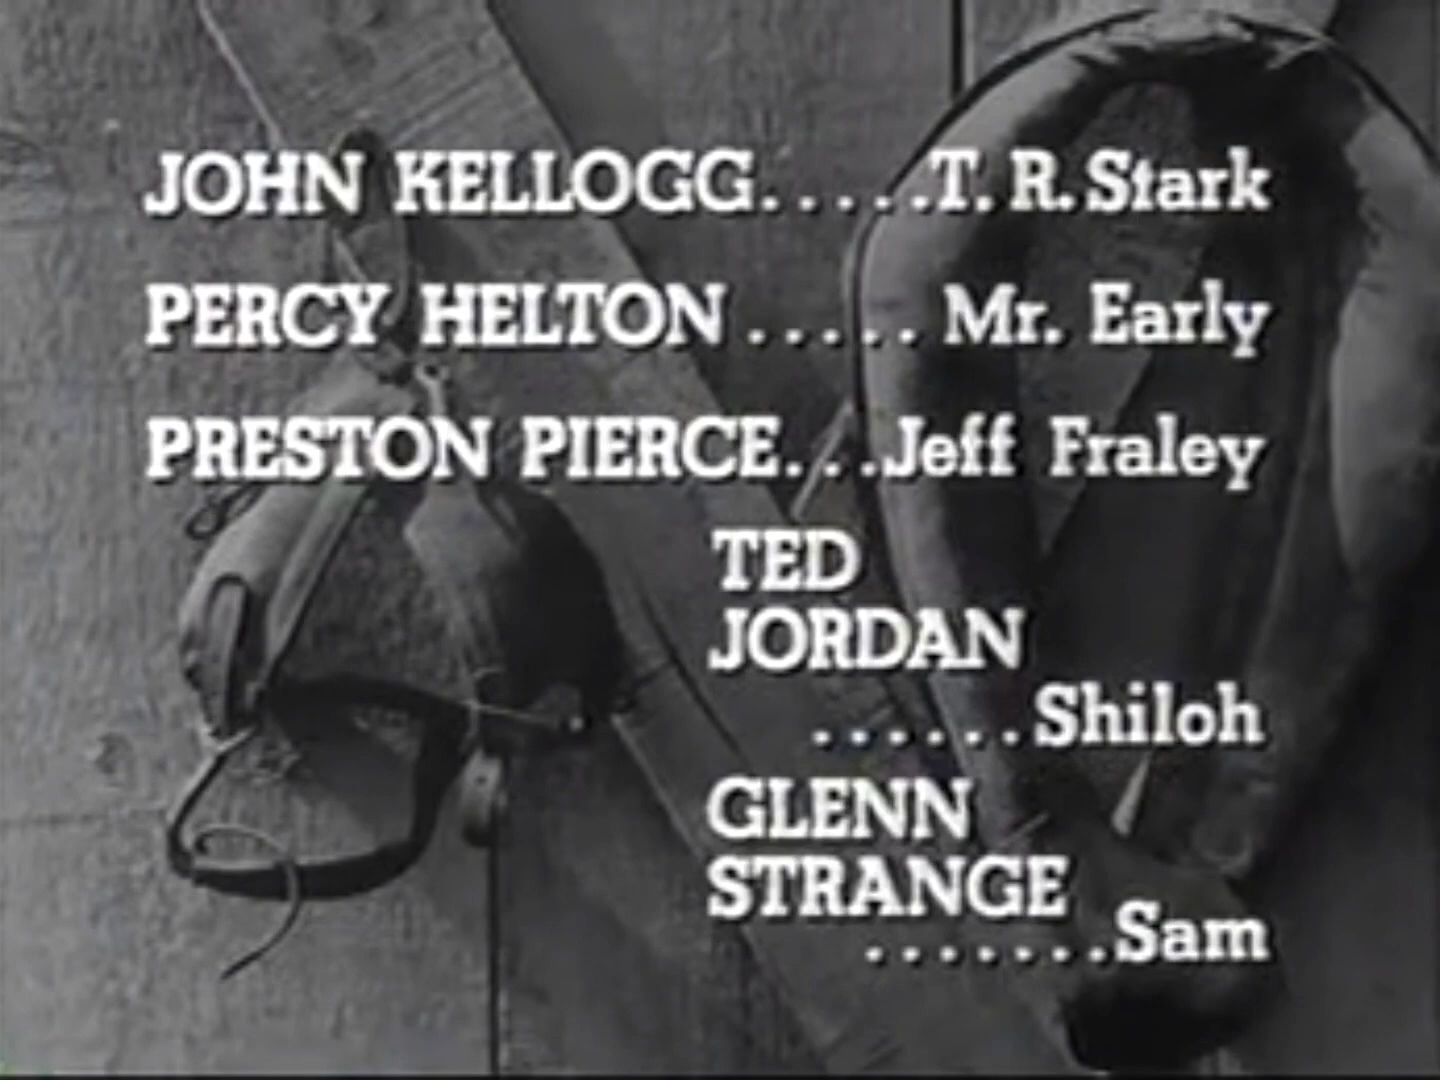 JOHN KELLOGG.....T. R. Stark
PERCY HELTON ..... Mr. Early
PRESTON PIERCE...Jeff Fraley
TED
JORDAN
......Shiloh
GLENN
STRANGE
.......Sam